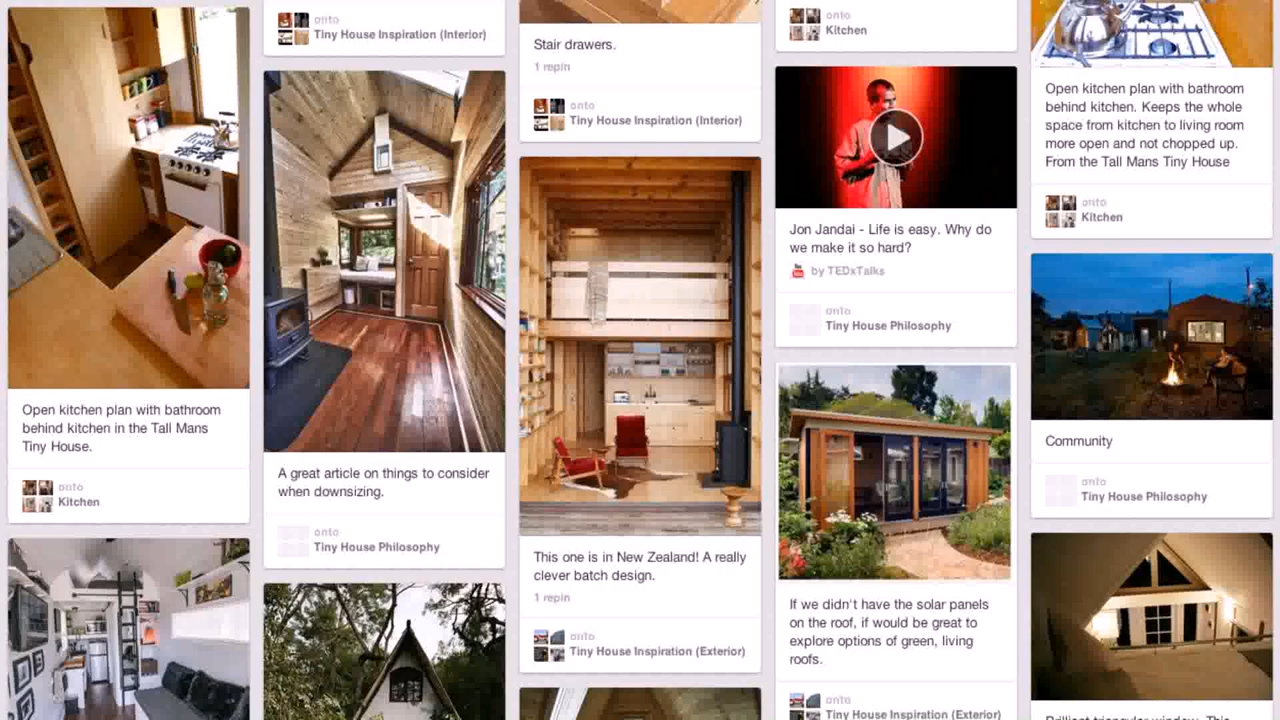 Open kitchen plan with bathroom
behind kitchen in the Tall Mans
Tiny House.
onto
Kitchen
onto
Tiny House Inspiration (Interior)
A great article on things to consider
when downsizing.
onto
Tiny House Philosophy
Stair drawers.
1 repin
onto
Tiny House Inspiration (Interior)
This one is in New Zealand! A really
clever batch design.
1 repin
onto
Tiny House Inspiration (Exterior)
onto
Kitchen
Jon Jandai - Life is easy. Why do
we make it so hard?
by TEDxTalks
onto
Tiny House Philosophy
If we didn't have the solar panels
on the roof, if would be great to
explore options of green, living
roofs.
onto
Tiny House Inspiration (Exterior)
Open kitchen plan with bathroom
behind kitchen. Keeps the whole
space from kitchen to living room
more open and not chopped up.
From the Tall Mans Tiny House
onto
Kitchen
Community
onto
Tiny House Philosophy
Brilliant triangular window. This